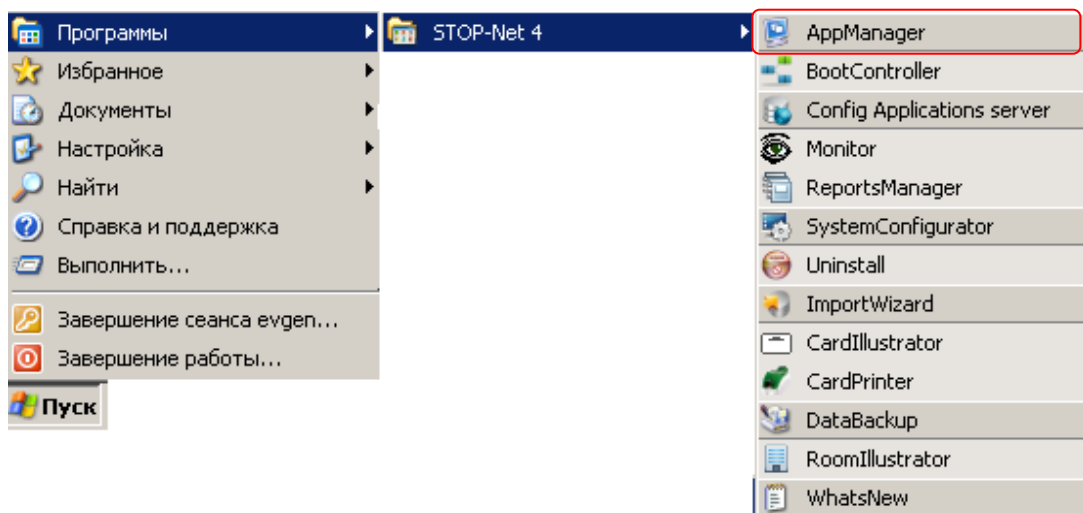 Программы
Избранное
Документы
Настройка
Найти
Справка и поддержка
Выполнить...
Завершение сеанса evgen...
Завершение работы...
Пуск
STOP-Net 4
AppManager
BootController
Config Applications server
Monitor
ReportsManager
SystemConfigurator
Uninstall
ImportWizard
CardIllustrator
CardPrinter
DataBackup
RoomIllustrator
WhatsNew